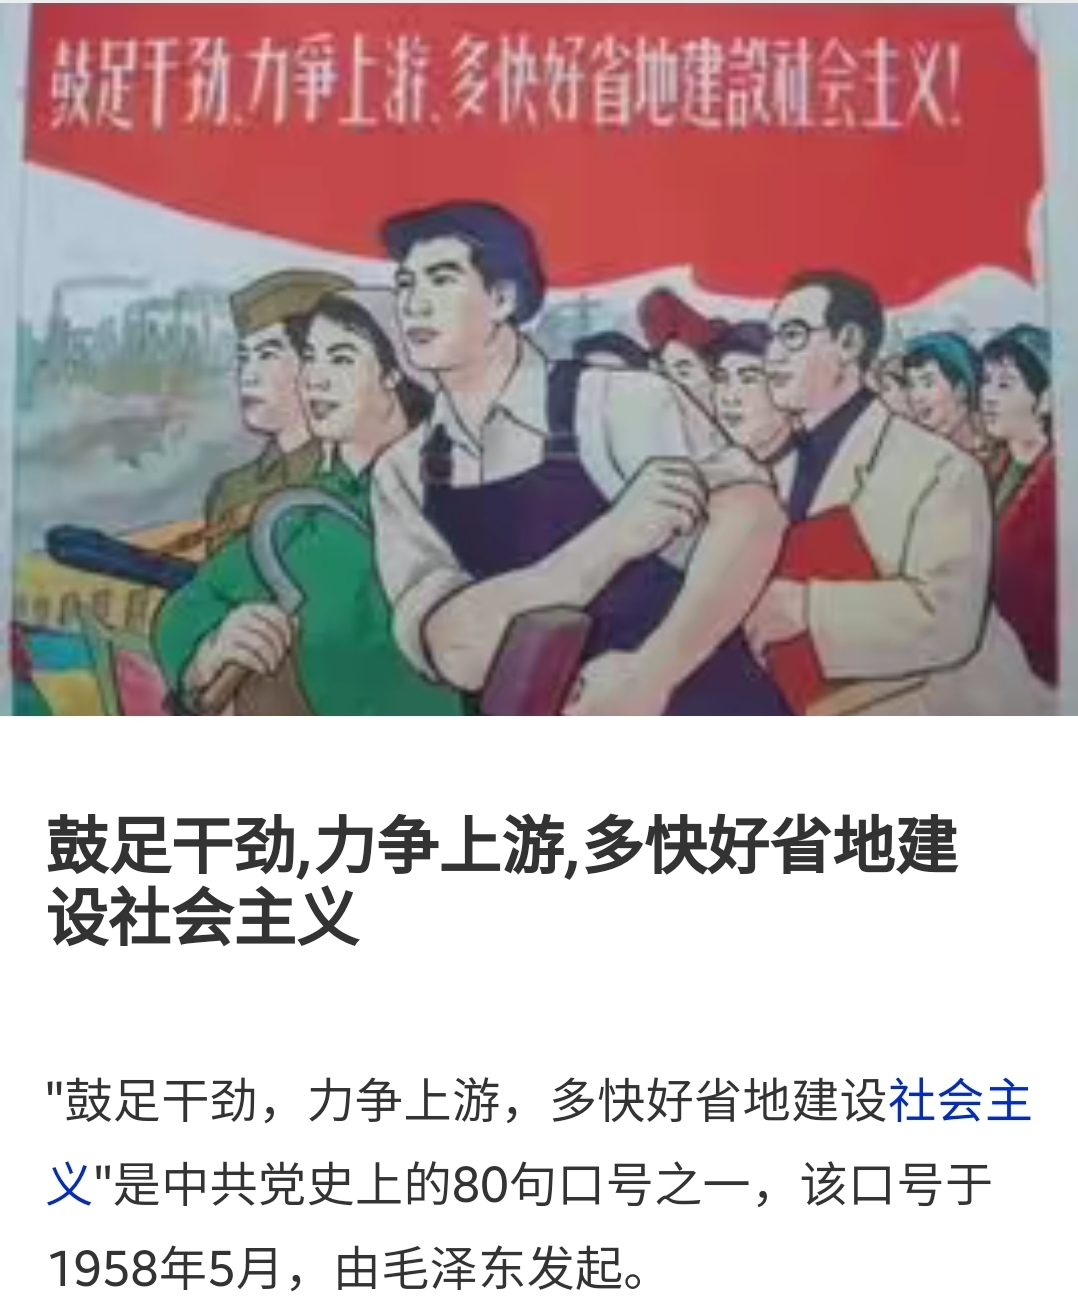 鼓足干劲、力爭上游、多快好省地建設社会主义!
鼓足干劲,力争上游,多快好省地建
设社会主义
"鼓足干劲，力争上游，多快好省地建设社会主
义"是中共党史上的80句口号之一，该口号于
1958年5月，由毛泽东发起。